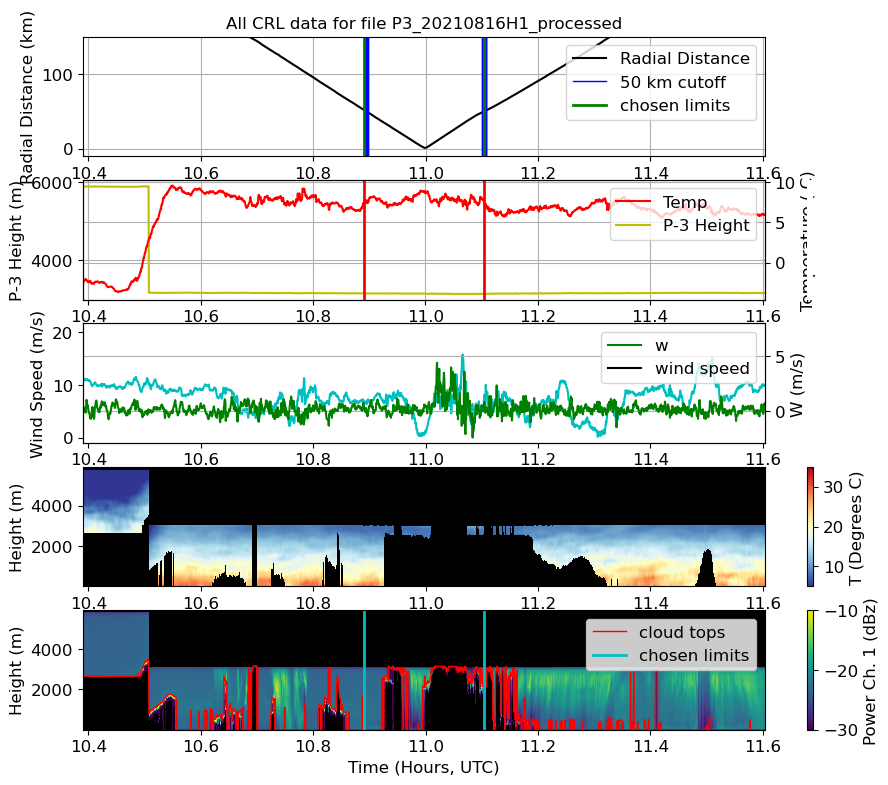 All CRL data for file P3_20210816H1_processed
Radial Distance (km)
100
0
Radial Distance
50 km cutoff
chosen limits
10.4 10.6 10.8 11.0 11.2 11.4 11.6
P-3 Height (m)
6000
4000
Temp
P-3 Height
10
5
0
Temperature ( C)
10.4 10.6 10.8 11.0 11.2 11.4 11.6
Wind Speed (m/s)
20
10
0
w
wind speed
5
0
W (m/s)
10.4 10.6 10.8 11.0 11.2 11.4 11.6
Height (m)
4000
2000
30
20
10
T (Degrees C)
10.4 10.6 10.8 11.0 11.2 11.4 11.6
Height (m)
4000
2000
cloud tops
chosen limits
−10
−20
−30
Power Ch. 1 (dBz)
10.4 10.6 10.8 11.0 11.2 11.4 11.6
Time (Hours, UTC)